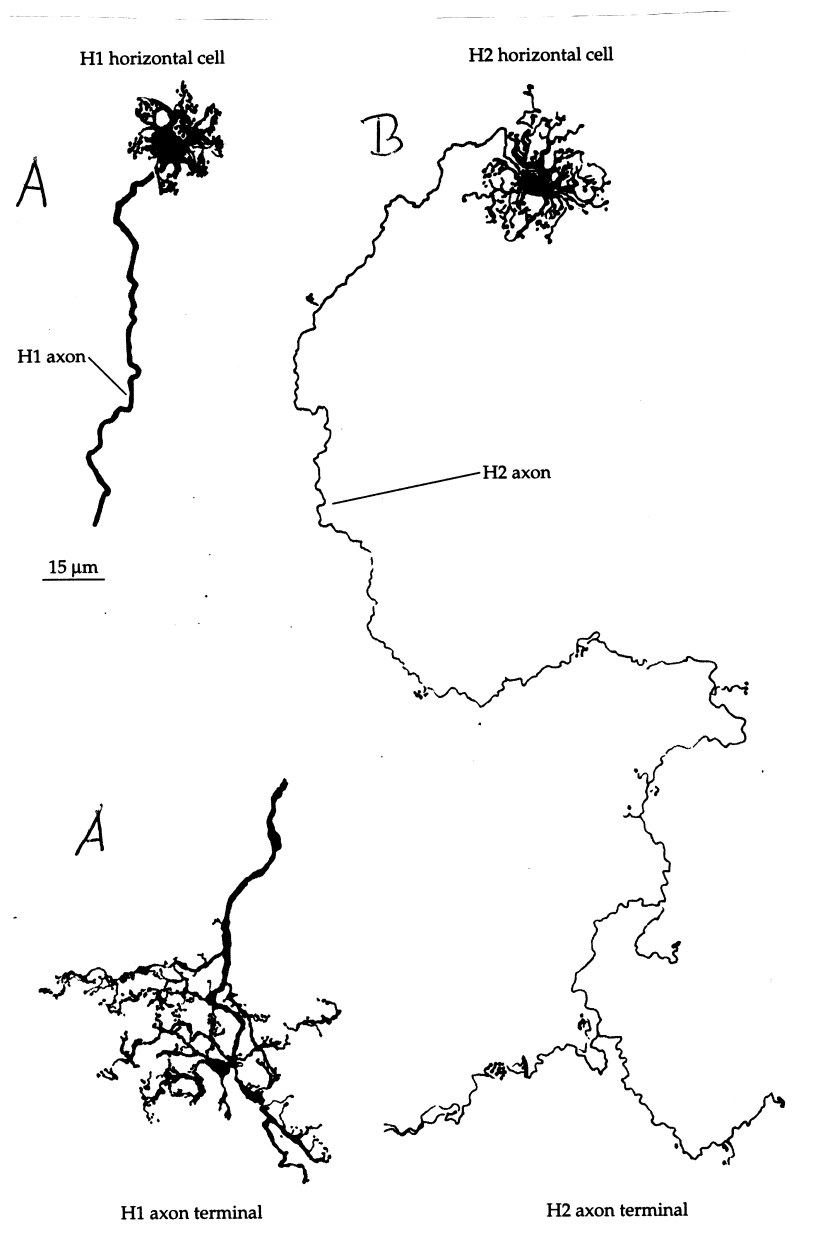 H1 horizontal cell
H2 horizontal cell
B
A
H1 axon
H2 axon
15 μm
A
H1 axon terminal
H2 axon terminal